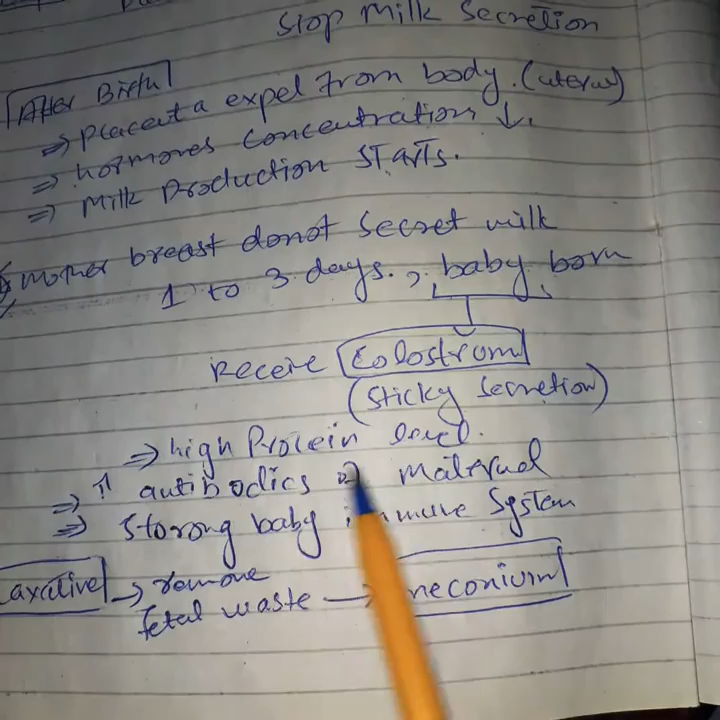 Stop Milk Secretion
After Birth
⇒ Placenta expel From body. (uterus)
⇒ hormones concentration ↓.
⇒ Milk Production STarTs.
Mother breast donot Secret milk
1 to 3 days., baby born
Receive Colostrum
(Sticky Secretion)
⇒ high Protein level.
⇒ ↑ antibodies of Maternal
⇒ Storong baby immune System
Laxative → remove
fetal waste → meconium